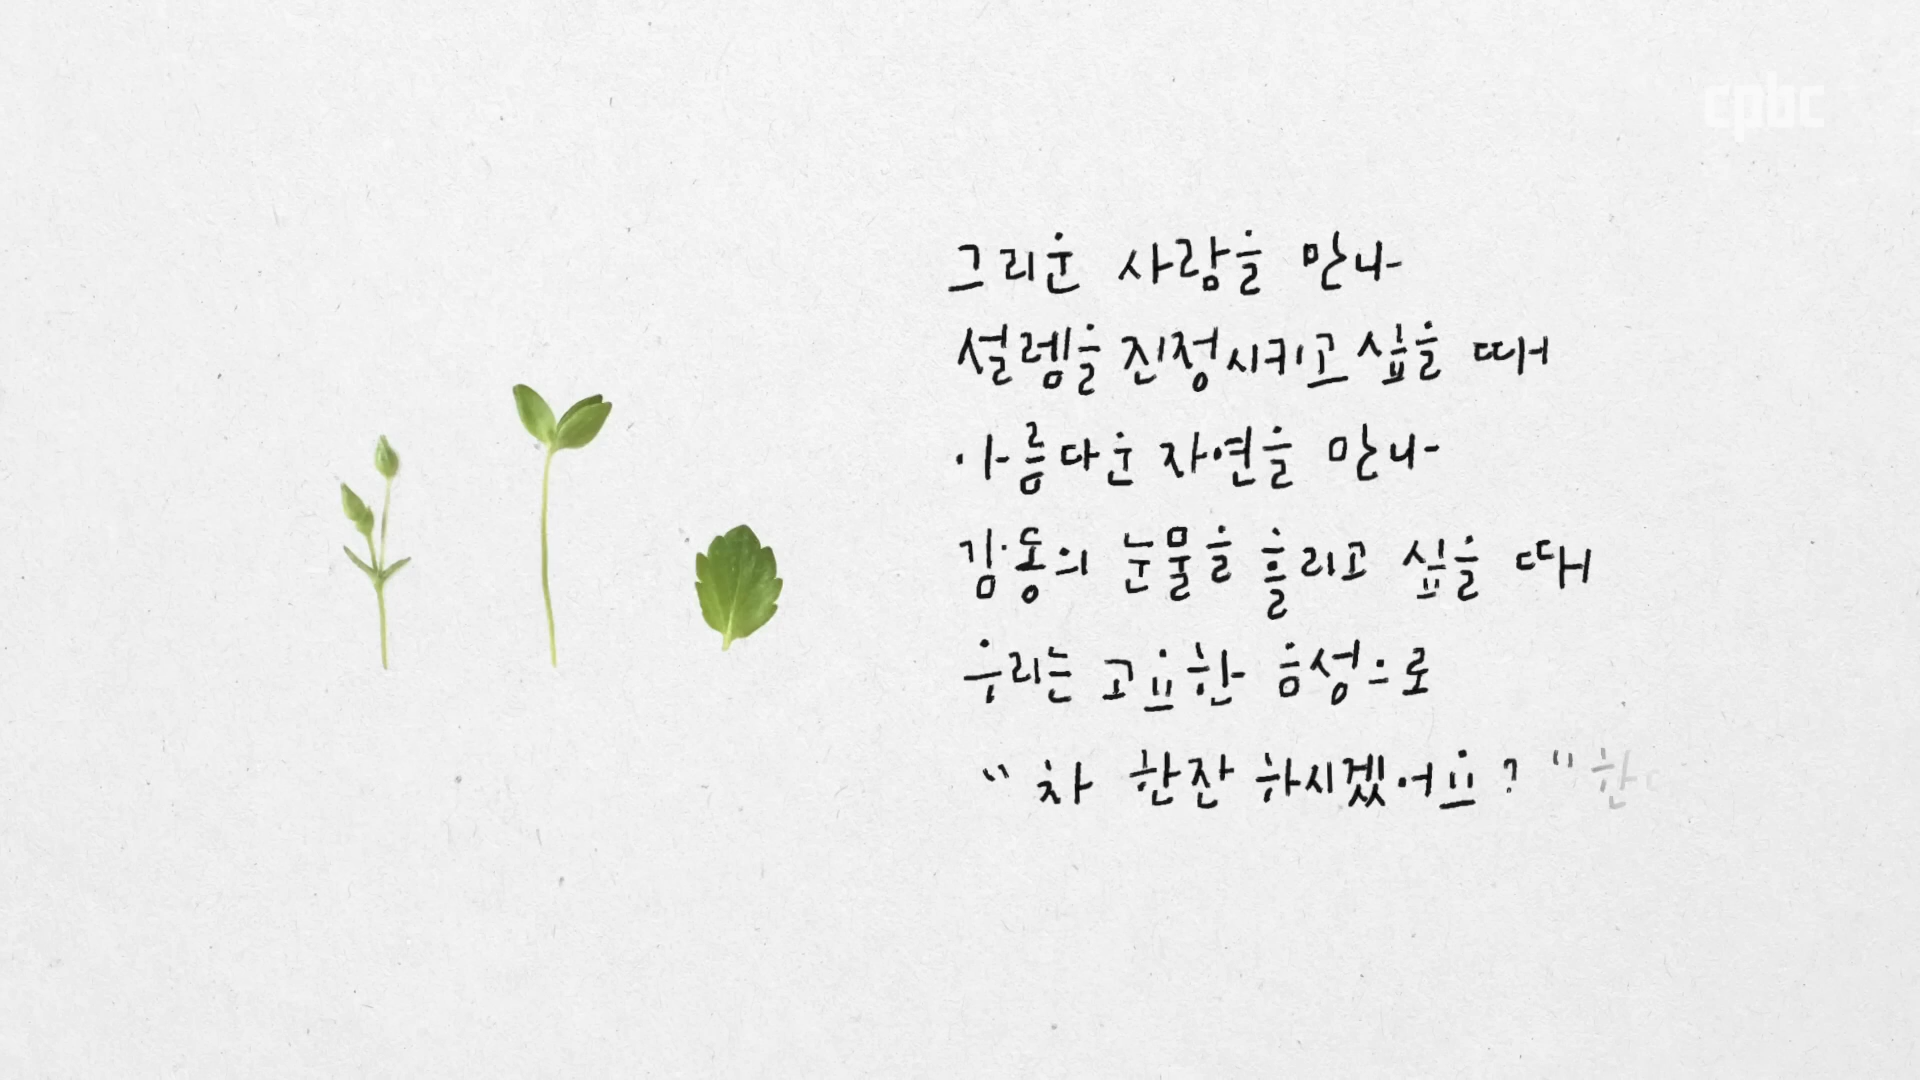 cpbc
그리운 사람을 만나
설렘을 진정시키고 싶을 때
아름다운 자연을 만나
감동의 눈물을 흘리고 싶을 때
우리는 고요한 음성으로
"차 한잔 하시겠어요?" 한